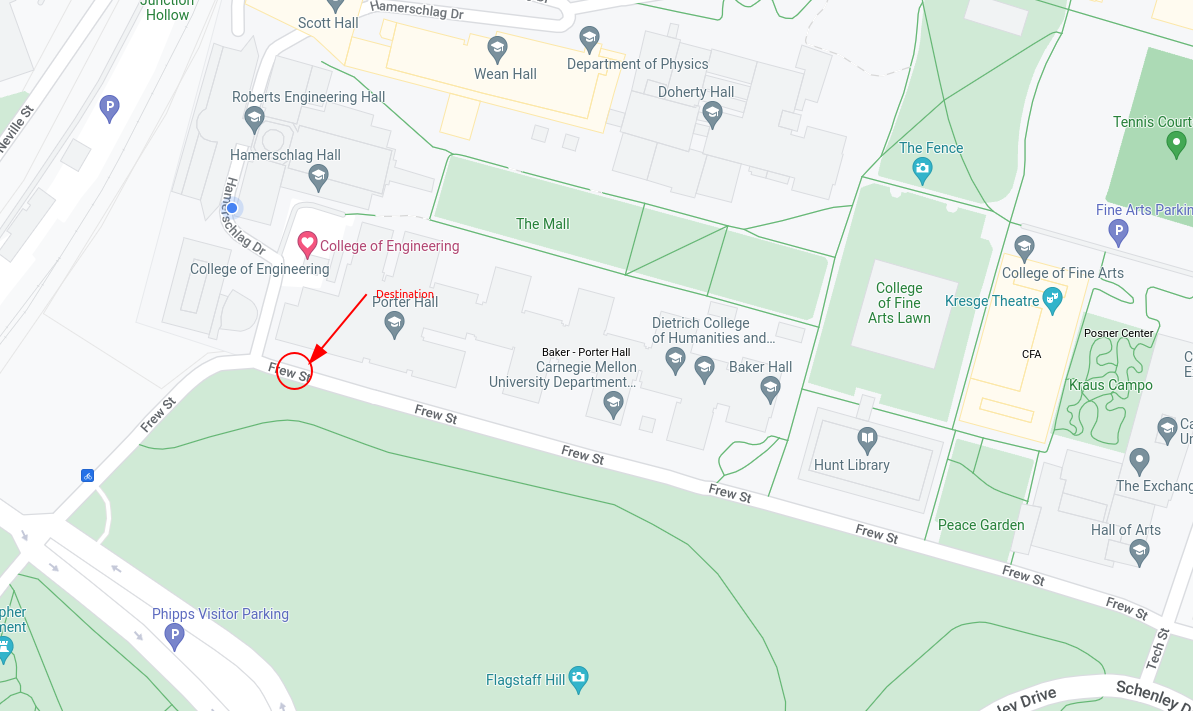 Junction
Hollow
Scott Hall
Hamerschlag Dr
Dr
Wean Hall
Department of Physics
Roberts Engineering Hall
Doherty Hall
Neville St
P
Tennis Court
Hamerschlag Hall
The Fence
Hamerschlag Dr
The Mall
Fine Arts Parkin
P
College of Engineering
College of Engineering
College of Fine Arts
Destination
Porter Hall
College
of Fine
Arts Lawn
Kresge Theatre
Dietrich College
of Humanities and...
Posner Center
Baker - Porter Hall
CFA
Carnegie Mellon
University Department...
Baker Hall
Kraus Campo
C
E
Frew St
Frew St
Frew St
Frew St
Hunt Library
Ca
Un
Frew St
The Exchang
Frew St
Peace Garden
Hall of Arts
Frew St
Frew St
pher
ment
Phipps Visitor Parking
P
Tech St
Flagstaff Hill
ley Drive
Schenley D